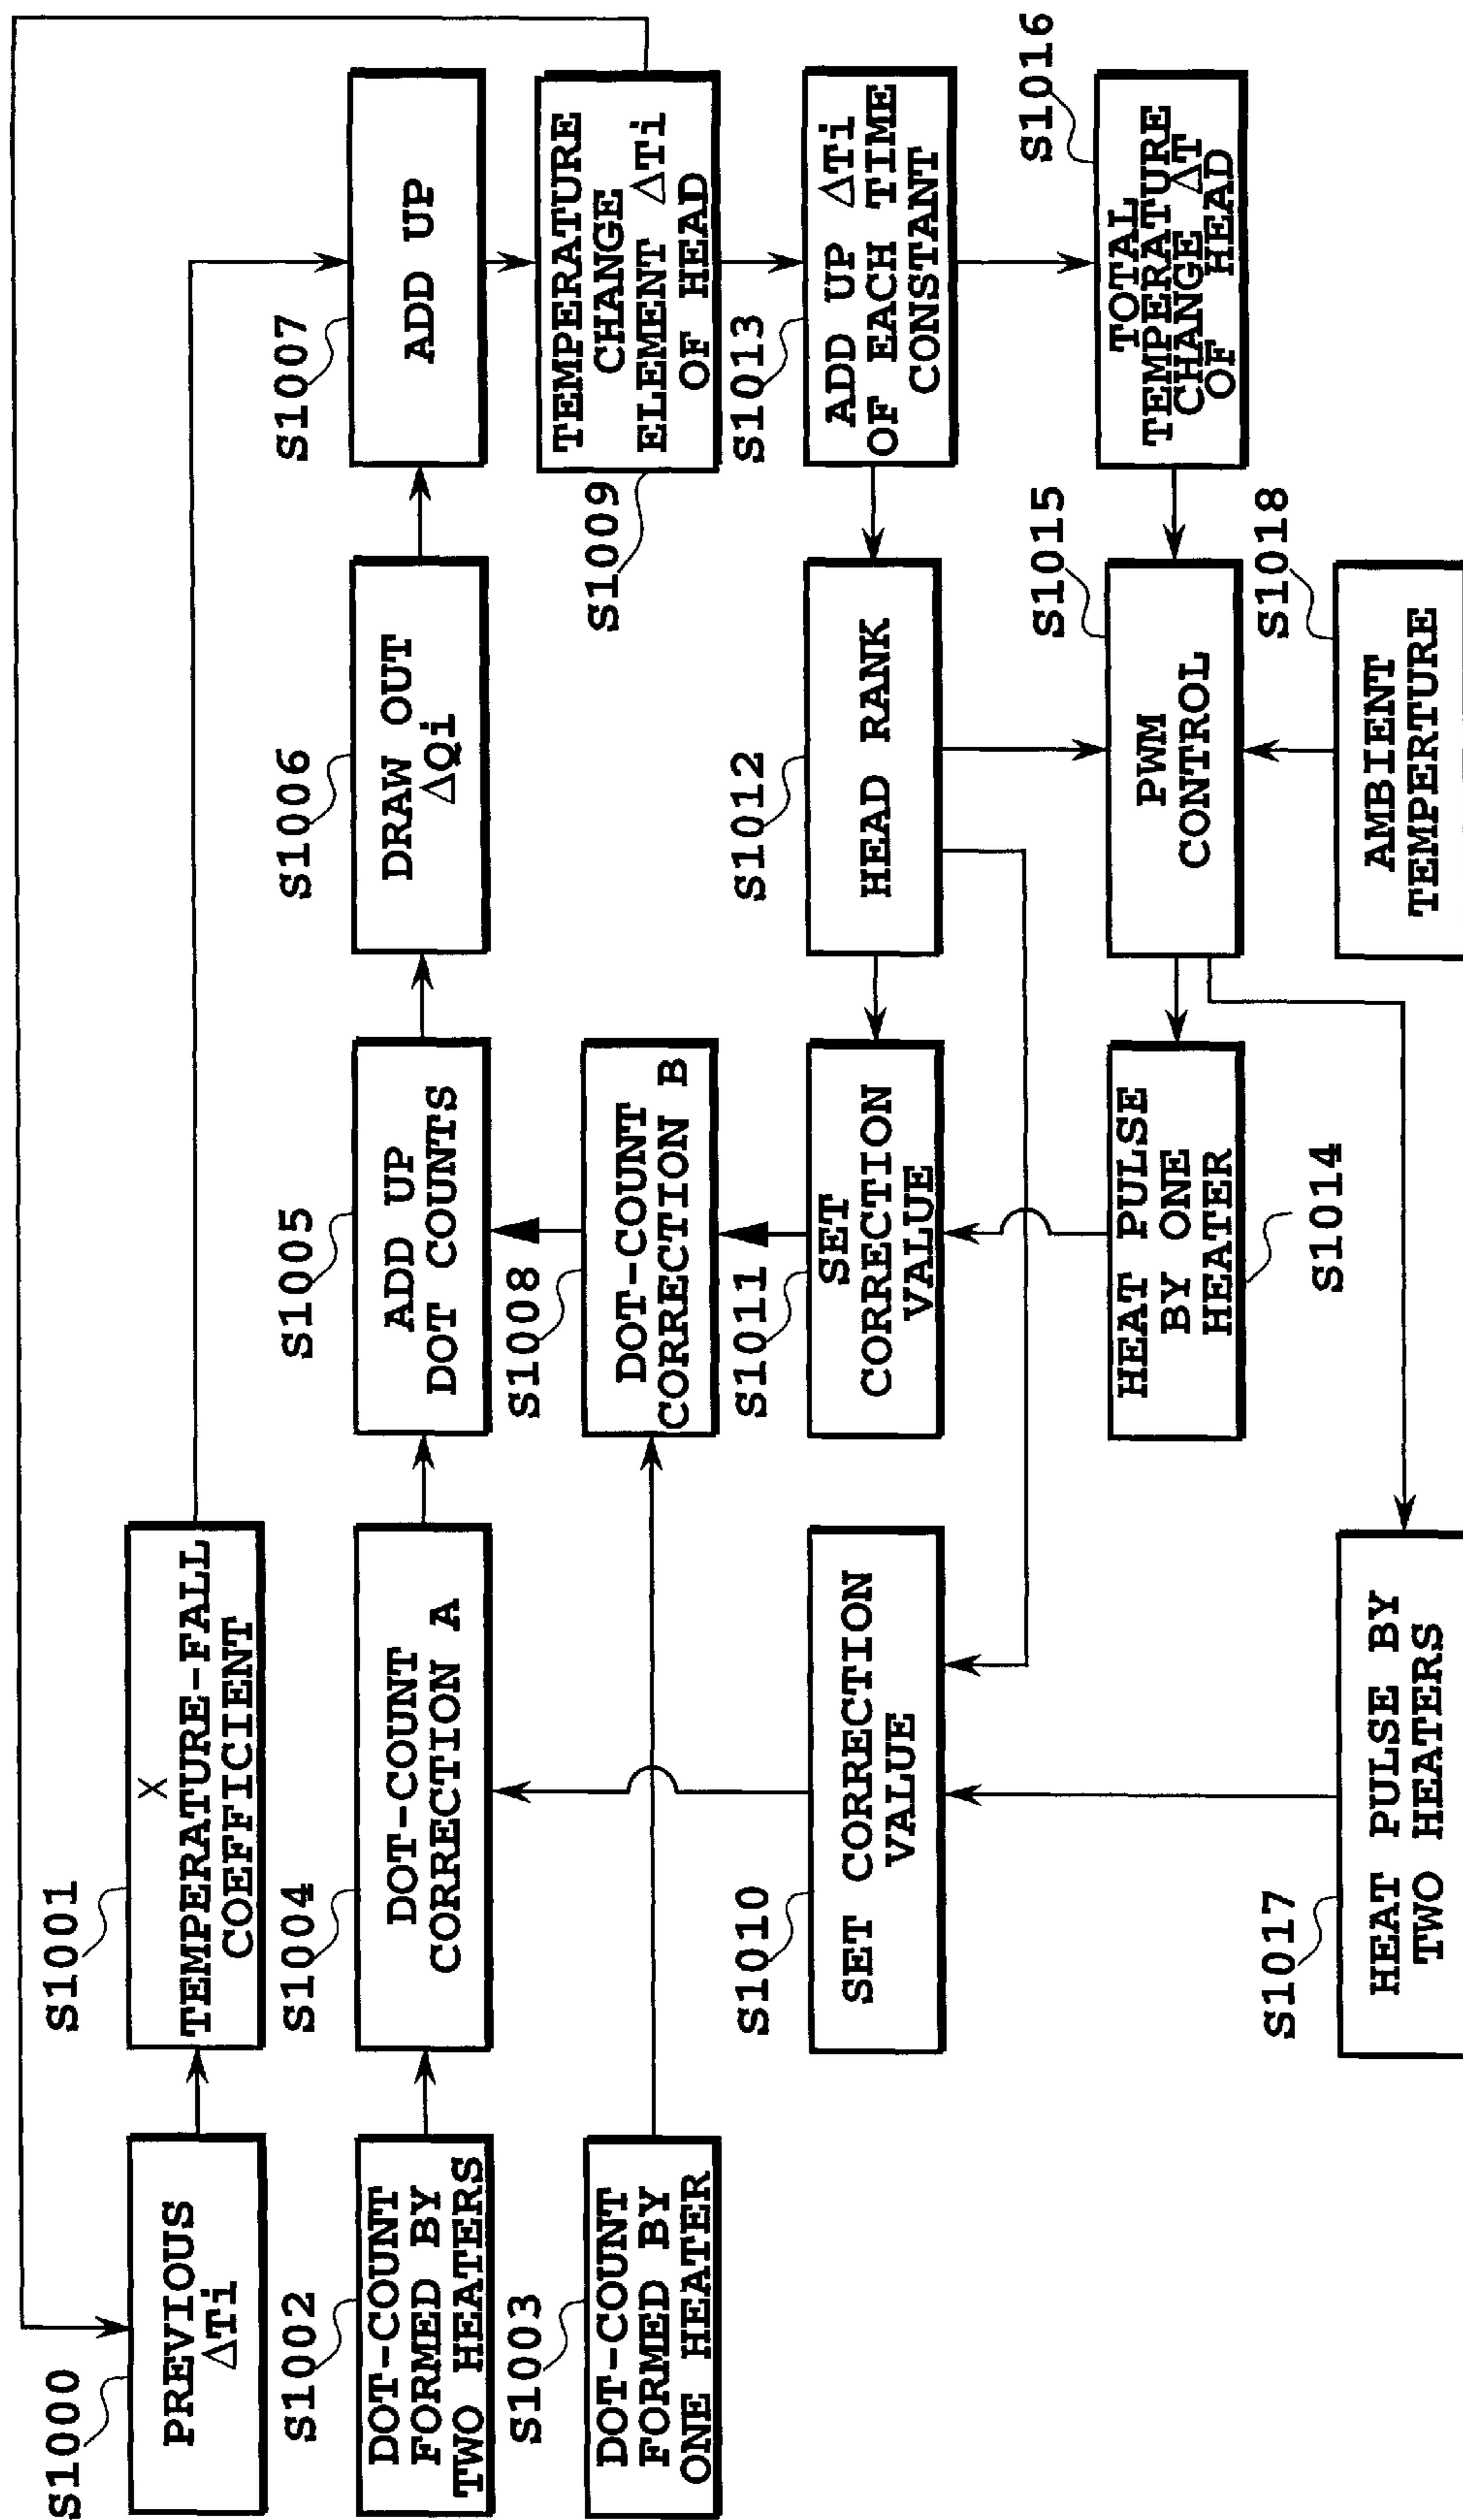 S1000
PREVIOUS
ΔTi
S1001
X
TEMPERATURE-FALL
COEFFICIENT
S1002
DOT-COUNT
FORMED BY
TWO HEATERS
S1004
DOT-COUNT
CORRECTION A
S1005
ADD UP
DOT COUNTS
S1006
DRAW OUT
ΔQi
S1007
ADD UP
S1003
DOT-COUNT
FORMED BY
ONE HEATER
S1008
DOT-COUNT
CORRECTION B
S1009
TEMPERATURE
CHANGE
ELEMENT ΔTi
OF HEAD
S1010
SET CORRECTION
VALUE
S1011
SET
CORRECTION
VALUE
S1012
HEAD RANK
S1013
ADD UP ΔTi
OF EACH TIME
CONSTANT
S1014
HEAT PULSE
BY ONE
HEATER
S1015
PWM
CONTROL
S1016
TOTAL
TEMPERATURE
CHANGE ΔT
OF HEAD
S1017
HEAT PULSE BY
TWO HEATERS
S1018
AMBIENT
TEMPERTURE